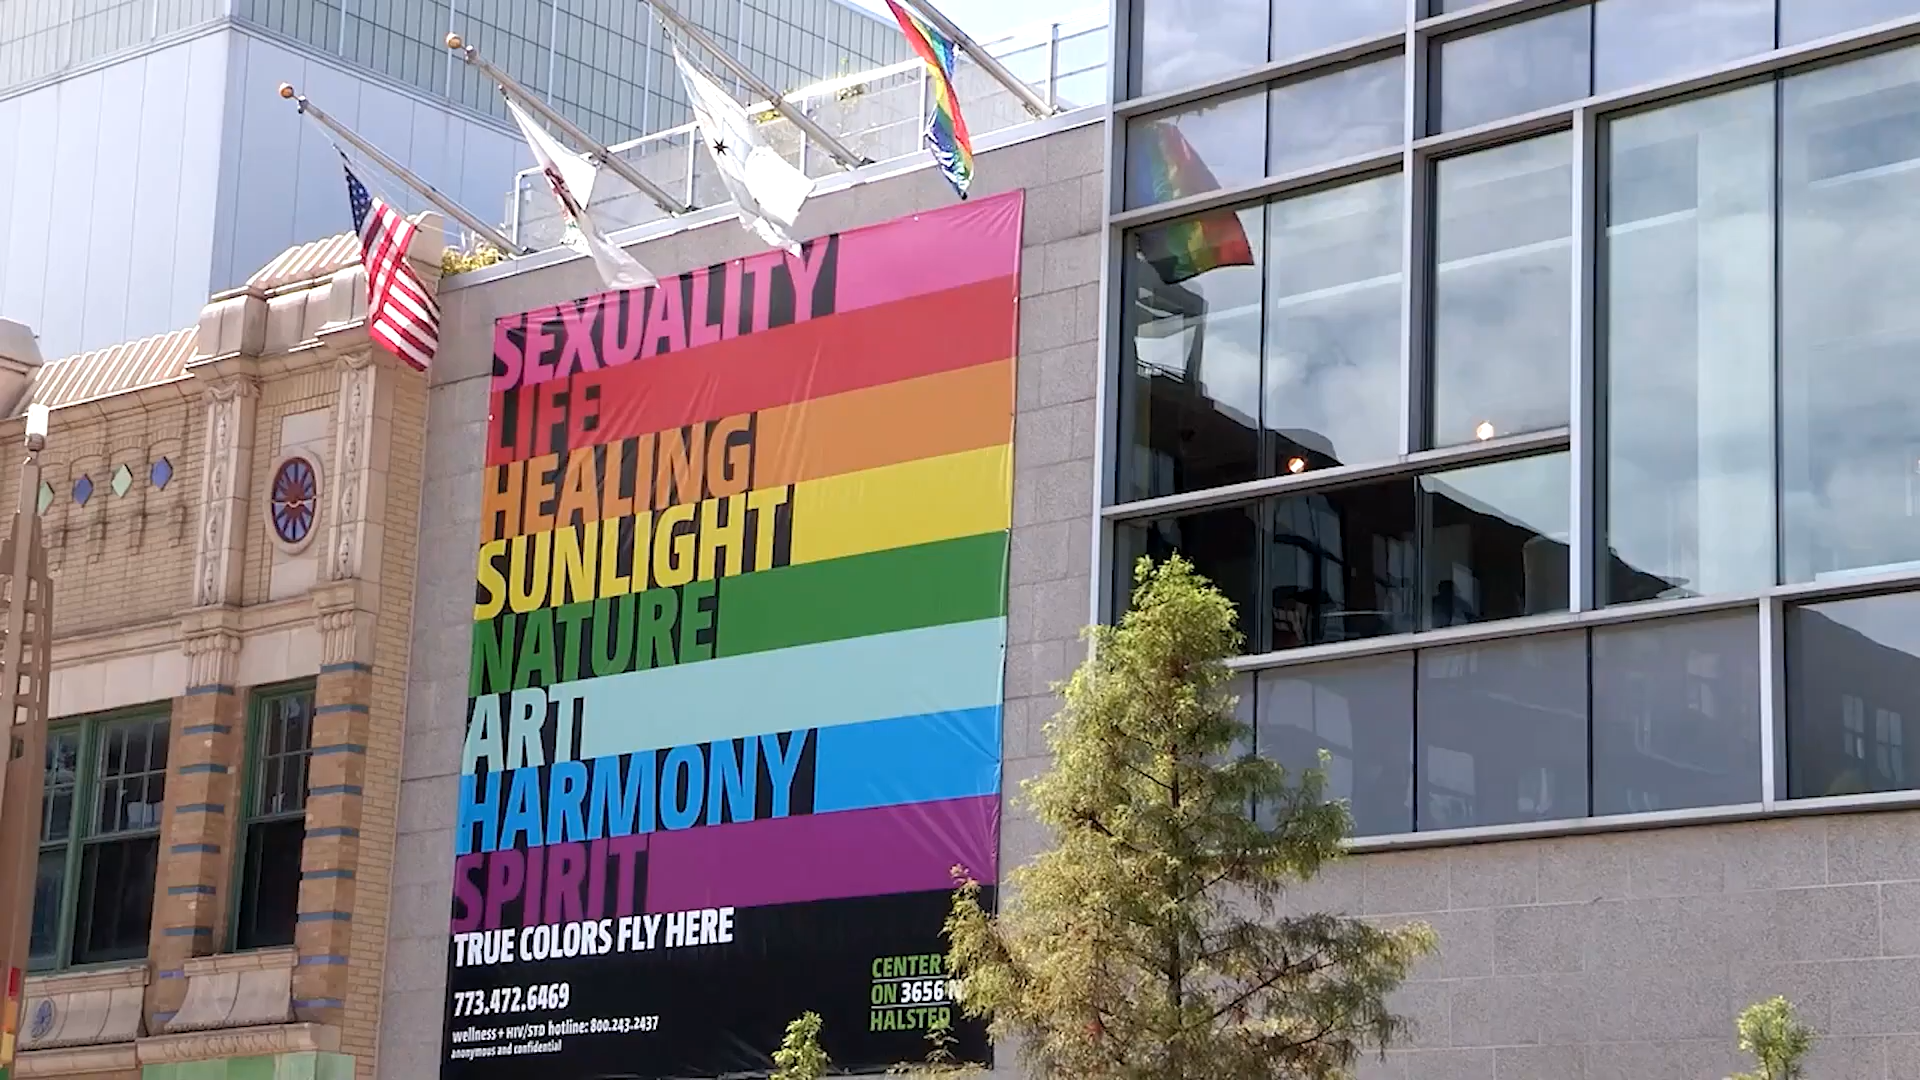 SEXUALITY
LIFE
HEALING
SUNLIGHT
NATURE
ART
HARMONY
SPIRIT
TRUE COLORS FLY HERE
773.472.6469
wellness + HIV/STD hotline: 800.243.2437
anonymous and confidential
CENTER
ON 3656 N
HALSTED